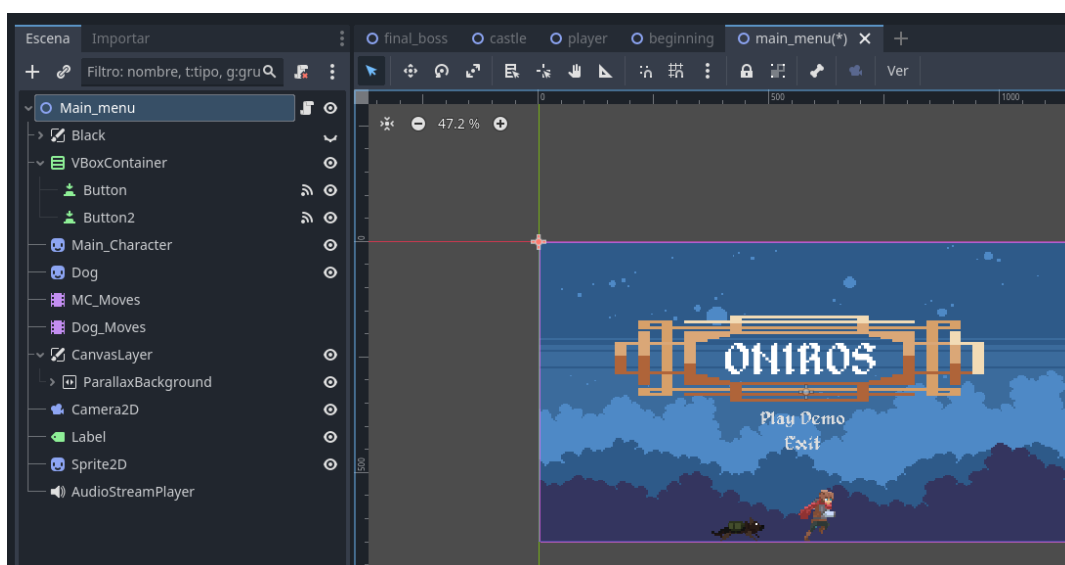 Escena Importar
final_boss castle player beginning main_menu(*)
Filtro: nombre, t:tipo, g:gru
Ver
0 500 1000
Main_menu
47.2 %
Black
VBoxContainer
Button
Button2
Main_Character
0
Dog
MC_Moves
Dog_Moves
CanvasLayer
ONIROS
ParallaxBackground
Camera2D
Play Demo
Label
Exit
Sprite2D
500
AudioStreamPlayer